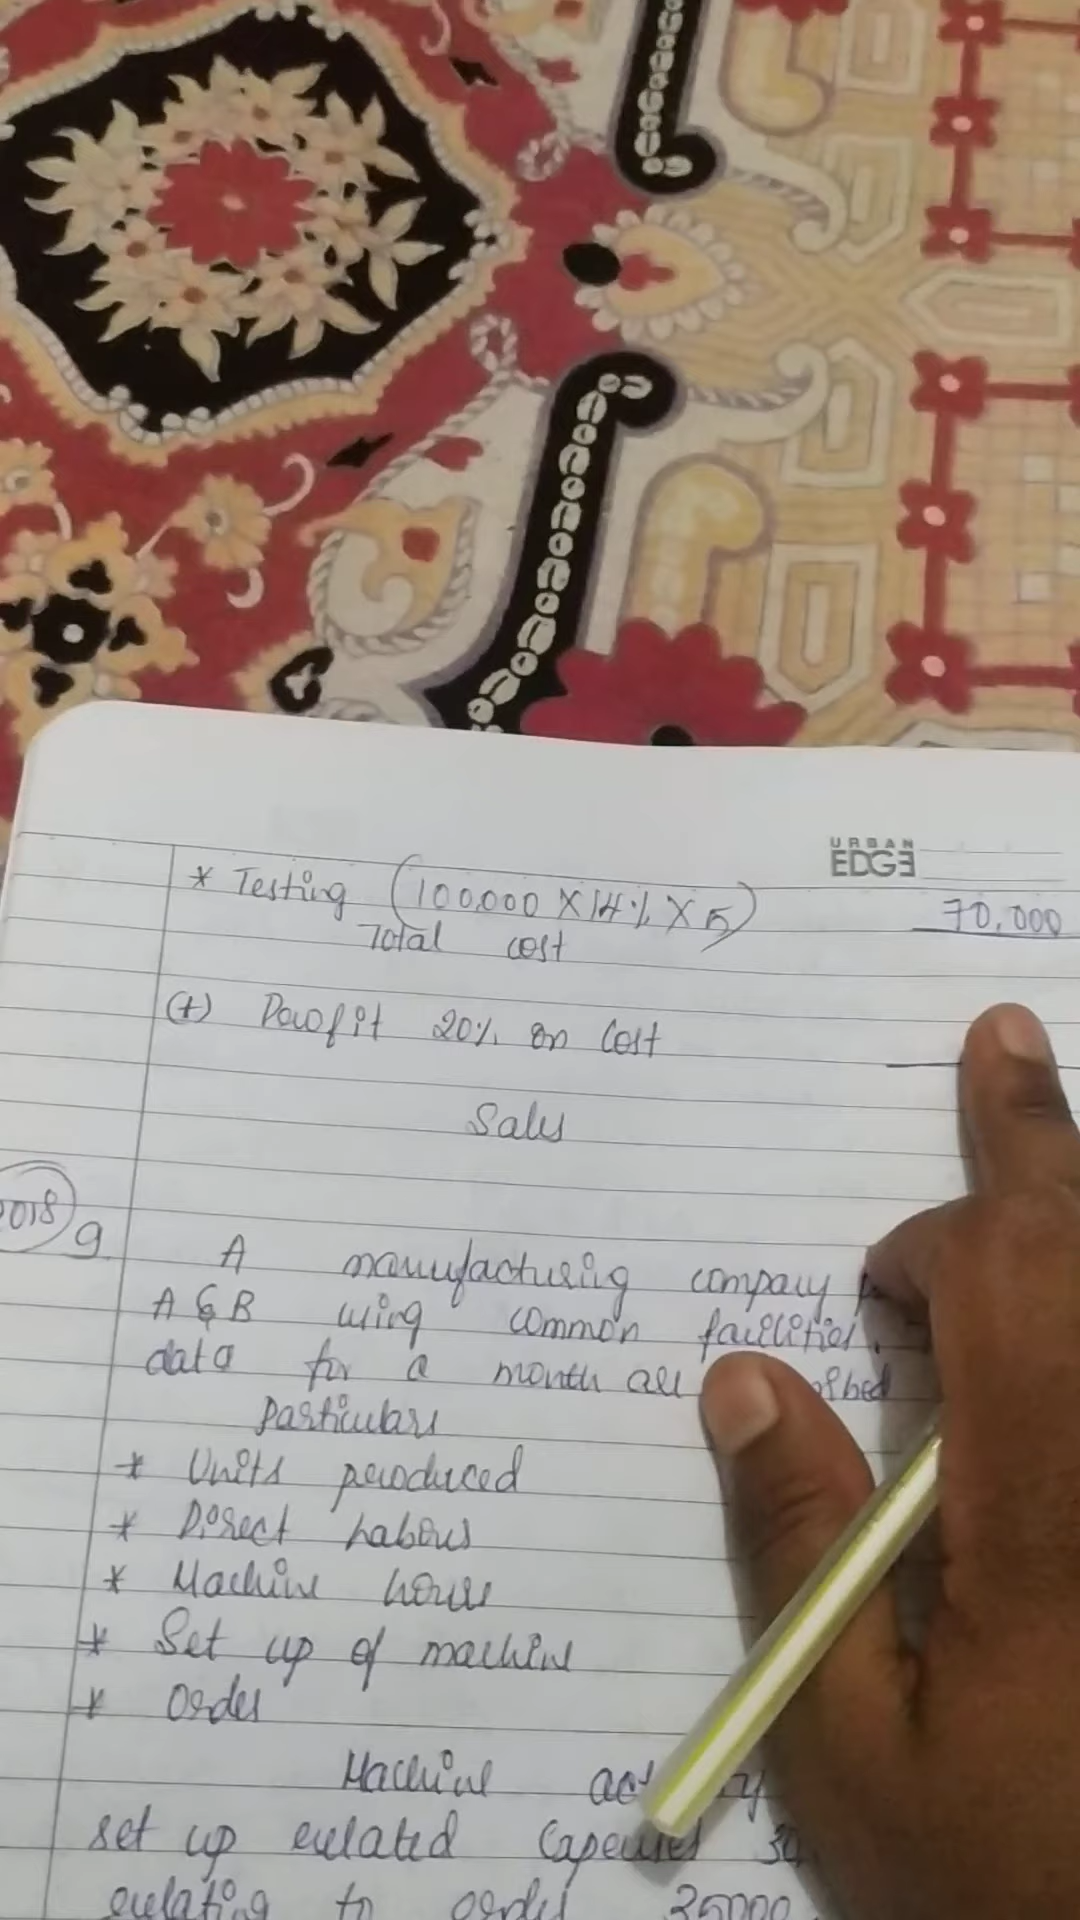 URBAN
EDGE
* Testing (100,000 X 14% X 5) 70,000
Total cost
(+) Profit 20% on Cost
Sales
2018 9
A manufacturing company
A & B using common facilities.
data for a month are
Particulars
* Units produced
* Direct Labour
* Machine hours
* Set up of machine
* Order
Machine
set up related expenses
relating to order 35000